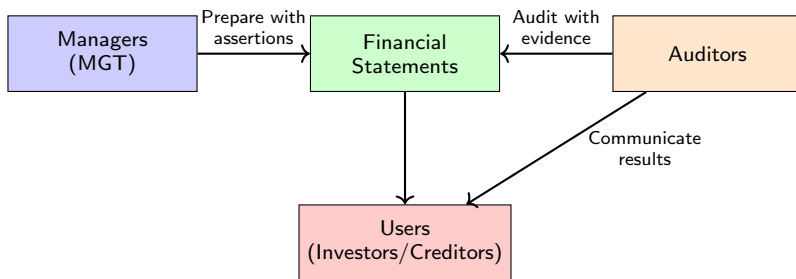 Managers
(MGT)
Prepare with
assertions
Financial
Statements
Audit with
evidence
Auditors
Communicate
results
Users
(Investors/Creditors)